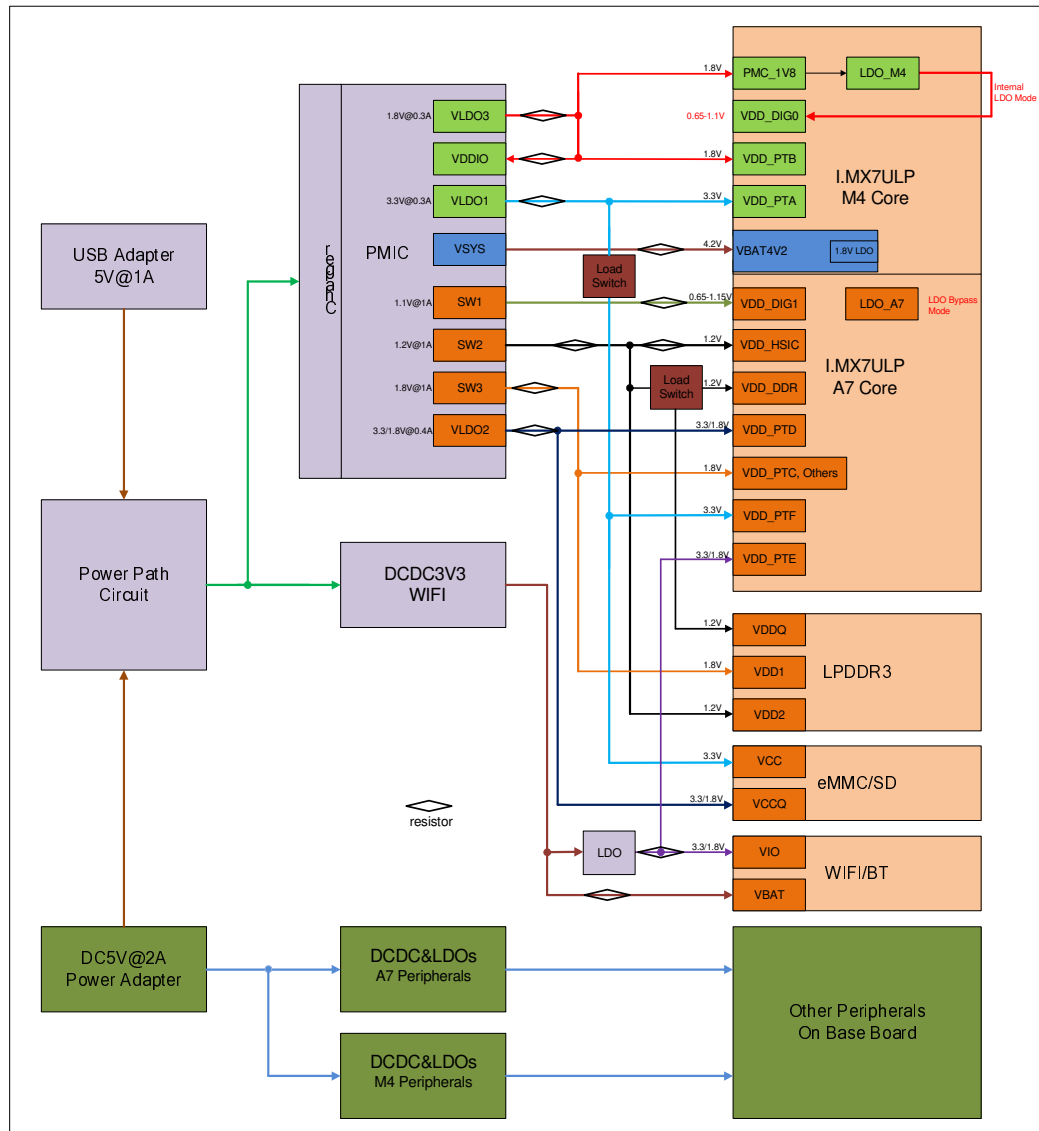 USB Adapter
5V@1A
Power Path
Circuit
DC5V@2A
Power Adapter
Charger
PMIC
1.8V@0.3A
VLDO3
VDDIO
3.3V@0.3A
VLDO1
VSYS
1.1V@1A
SW1
1.2V@1A
SW2
1.8V@1A
SW3
3.3/1.8V@0.4A
VLDO2
DCDC3V3
WIFI
resistor
Load
Switch
Load
Switch
LDO
DCDC&LDOs
A7 Peripherals
DCDC&LDOs
M4 Peripherals
1.8V
PMC_1V8
LDO_M4
Internal
LDO Mode
0.65-1.1V
VDD_DIG0
1.8V
VDD_PTB
I.MX7ULP
M4 Core
3.3V
VDD_PTA
4.2V
VBAT4V2
1.8V LDO
0.65-1.15V
VDD_DIG1
LDO_A7
LDO Bypass
Mode
1.2V
VDD_HSIC
I.MX7ULP
A7 Core
1.2V
VDD_DDR
3.3/1.8V
VDD_PTD
1.8V
VDD_PTC, Others
3.3V
VDD_PTF
3.3/1.8V
VDD_PTE
1.2V
VDDQ
1.8V
VDD1
LPDDR3
1.2V
VDD2
3.3V
VCC
eMMC/SD
3.3/1.8V
VCCQ
3.3/1.8V
VIO
WIFI/BT
VBAT
Other Peripherals
On Base Board